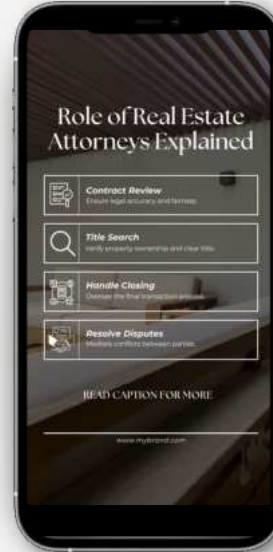 Role of Real Estate
Attorneys Explained
Contract Review
Ensure legal accuracy and fairness.
Title Search
Verify property ownership and clear title.
Handle Closing
Oversee the final transaction process.
Resolve Disputes
Mediate conflicts between parties.
READ CAPTION FOR MORE
www.mybrand.com